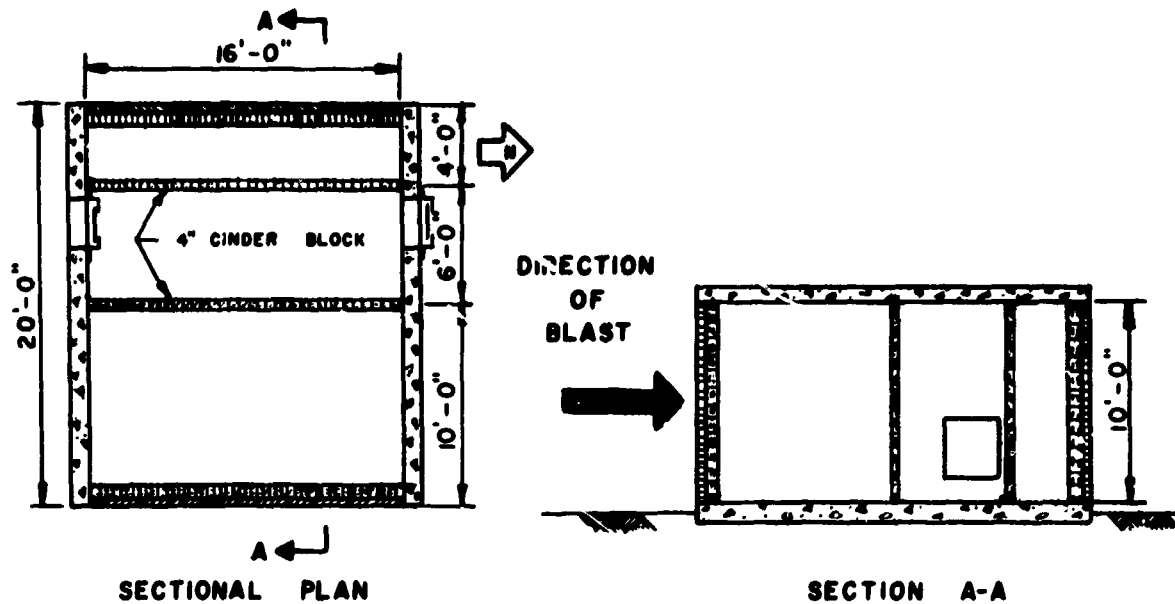 A
16'-0"
4'-0"
N
20'-0"
4" CINDER BLOCK
6'-0"
10'-0"
A
SECTIONAL PLAN
DIRECTION
OF
BLAST
10'-0"
SECTION A-A